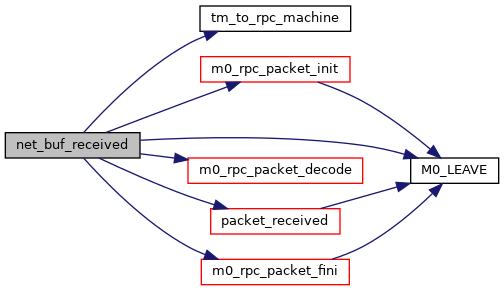 tm_to_rpc_machine
m0_rpc_packet_init
net_buf_received
M0_LEAVE
m0_rpc_packet_decode
packet_received
m0_rpc_packet_fini